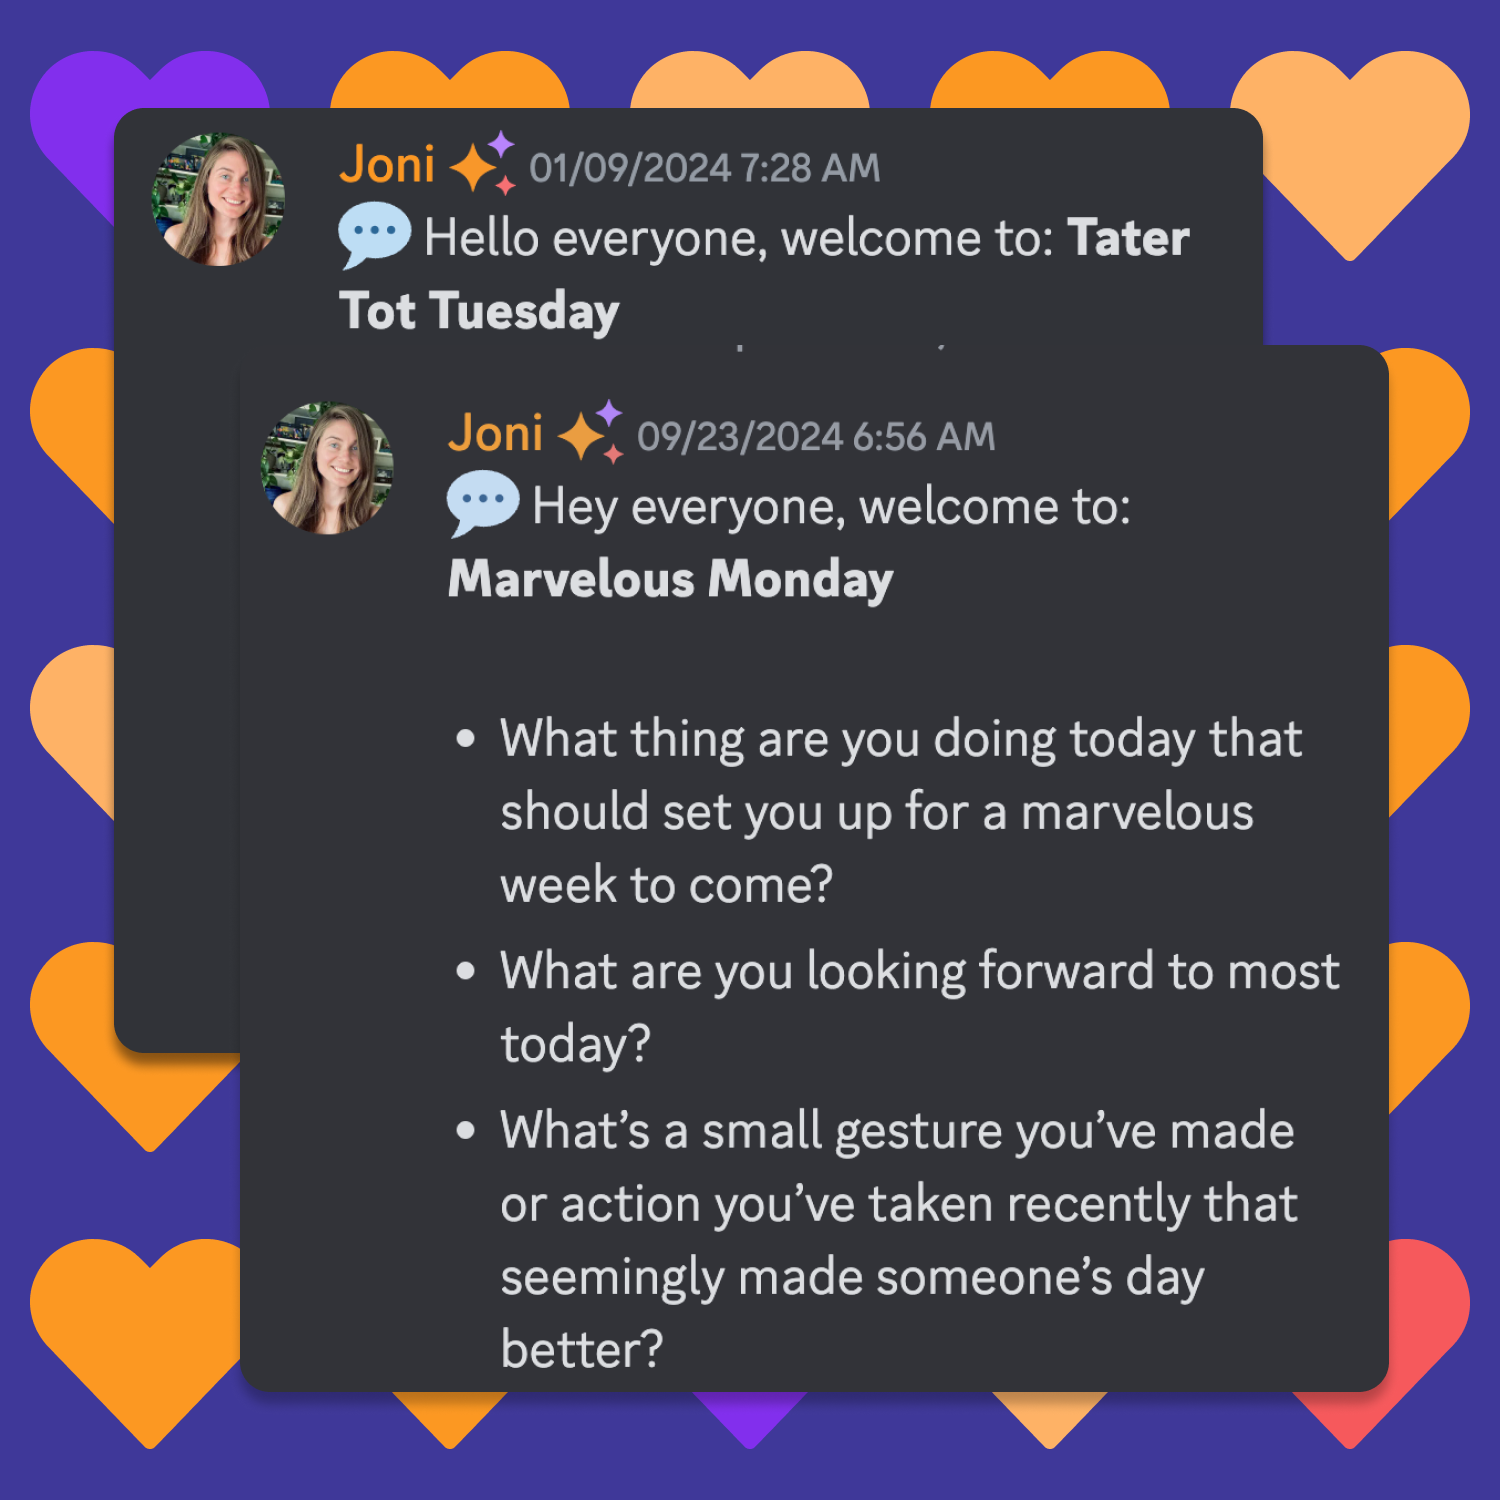 Joni 01/09/2024 7:28 AM
Hello everyone, welcome to: Tater
Tot Tuesday
Joni 09/23/2024 6:56 AM
Hey everyone, welcome to:
Marvelous Monday
• What thing are you doing today that
should set you up for a marvelous
week to come?
• What are you looking forward to most
today?
• What’s a small gesture you’ve made
or action you’ve taken recently that
seemingly made someone’s day
better?